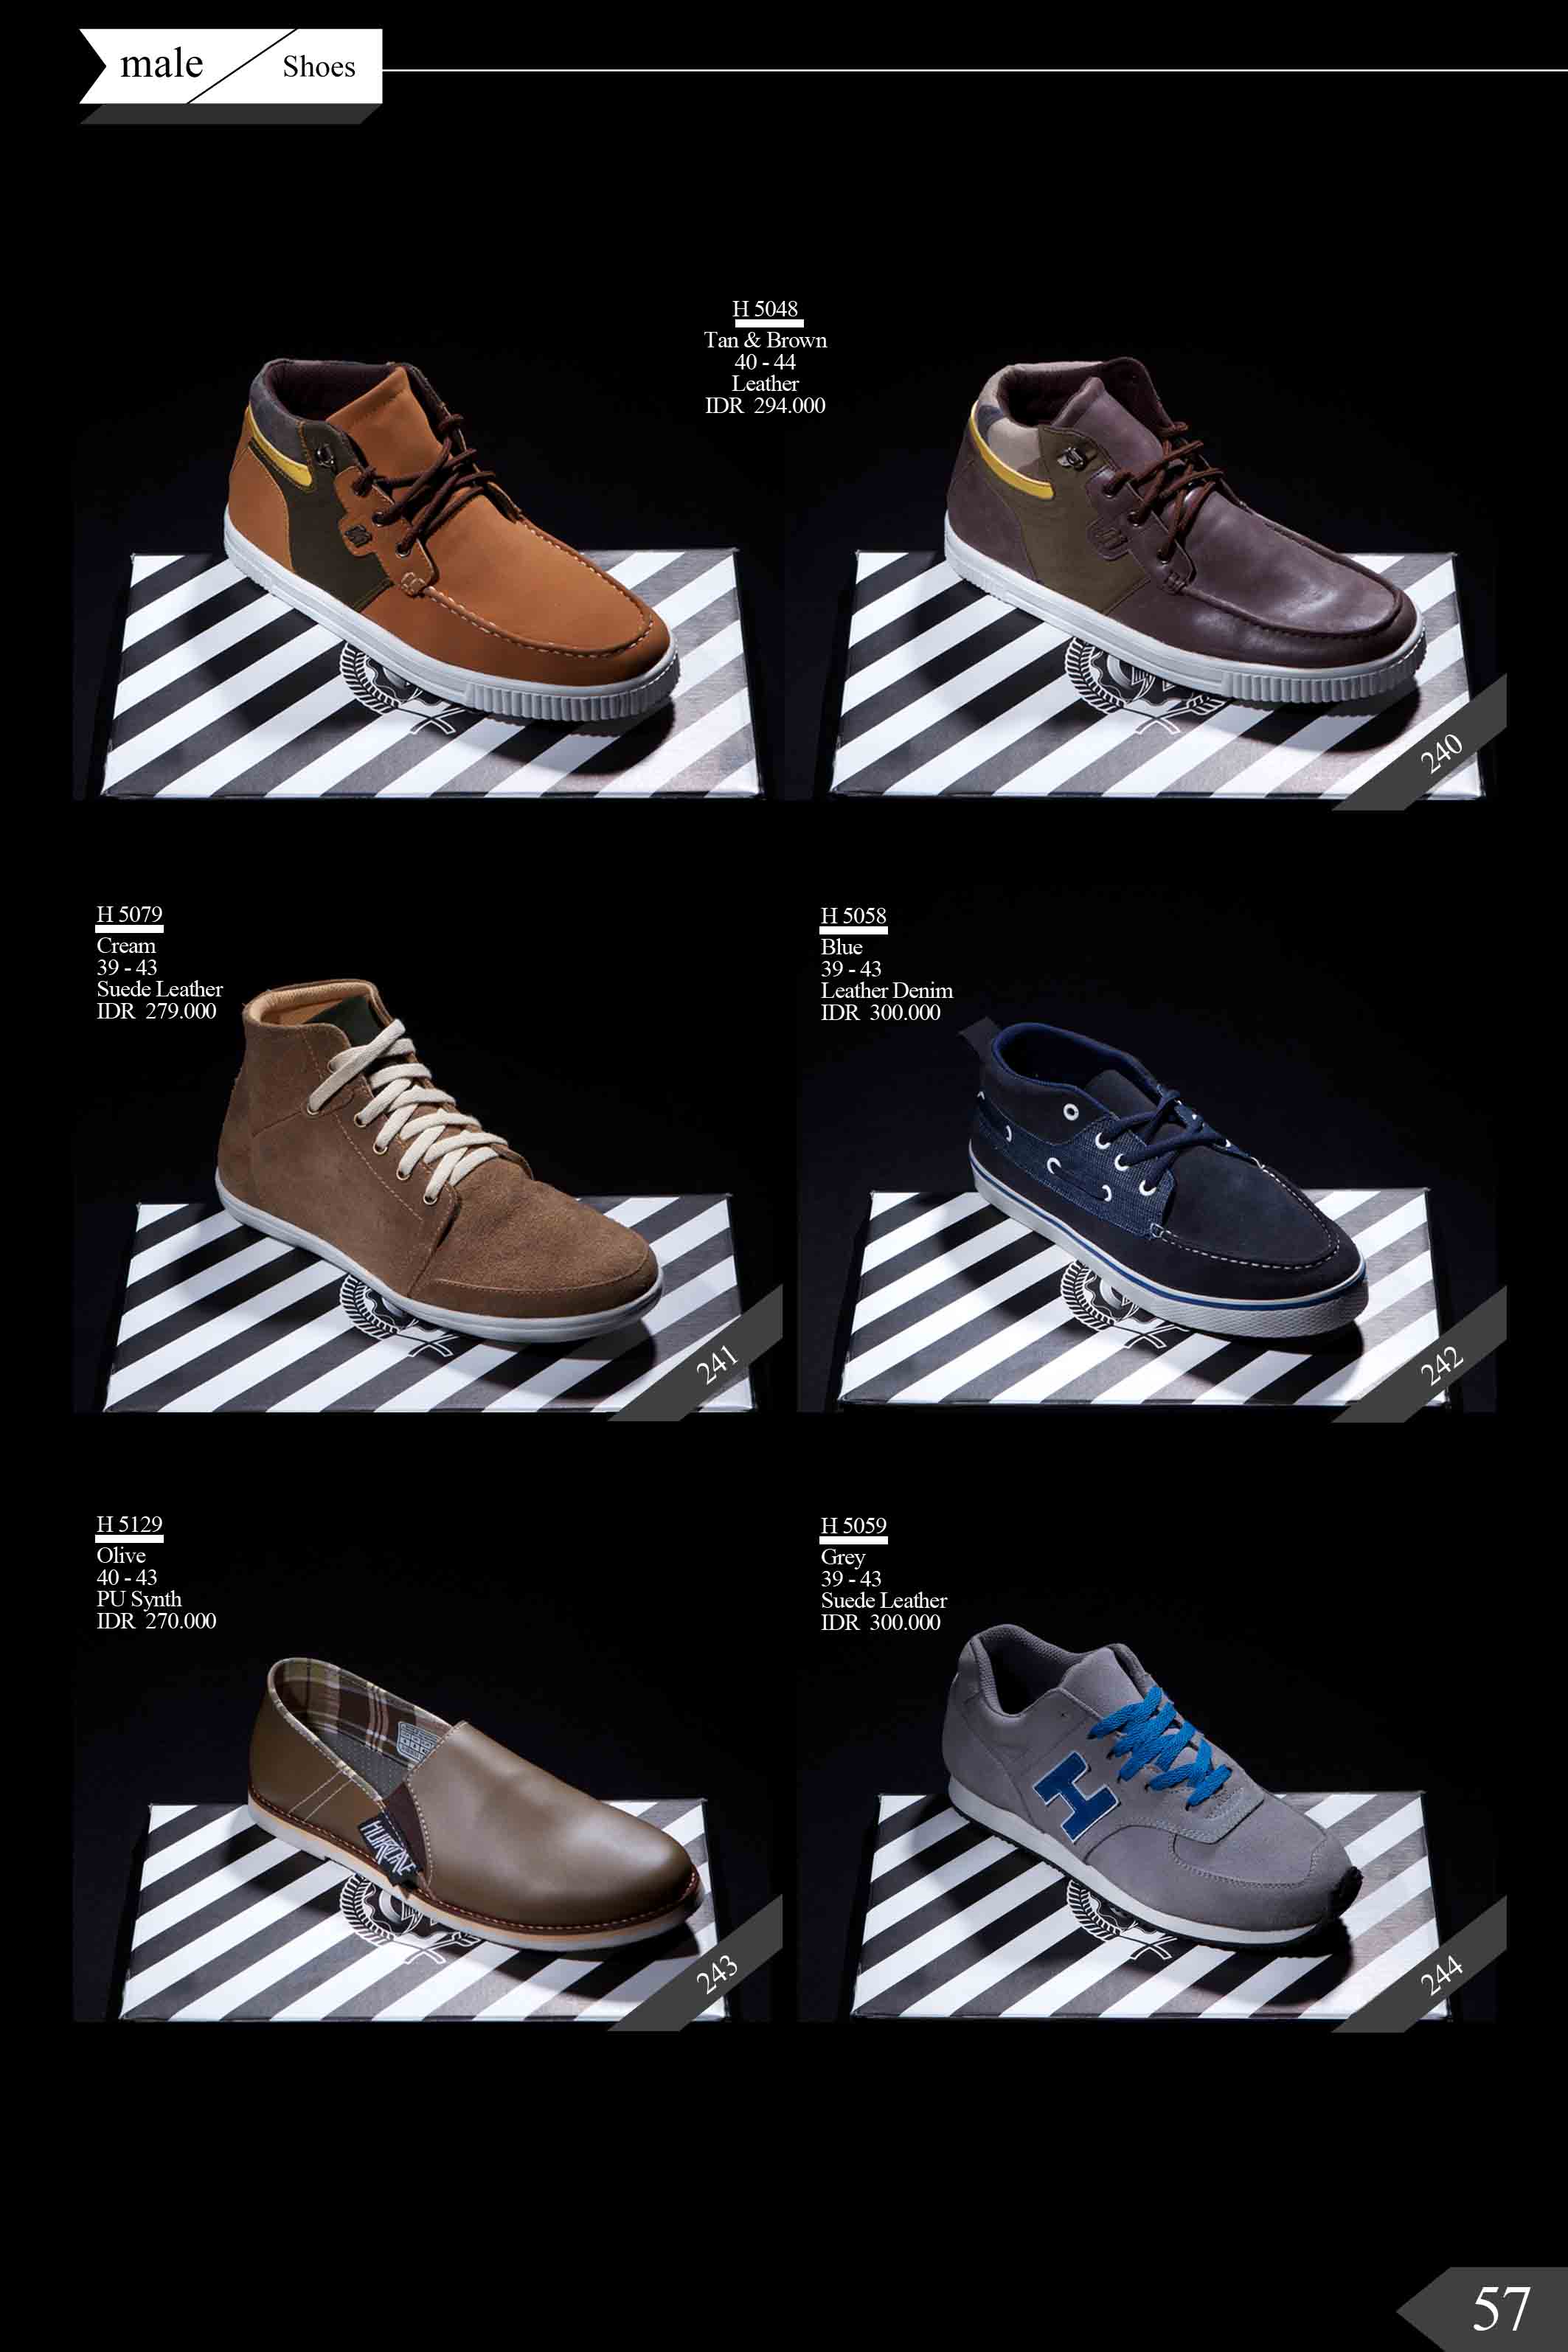 male
Shoes
H 5048
Tan & Brown
40 - 44
Leather
IDR 294.000
240
H 5079
Cream
39 - 43
Suede Leather
IDR 279.000
241
H 5058
Blue
39 - 43
Leather Denim
IDR 300.000
242
H 5129
Olive
40 - 43
PU Synth
IDR 270.000
HURRICANE
243
H 5059
Grey
39 - 43
Suede Leather
IDR 300.000
H
244
57